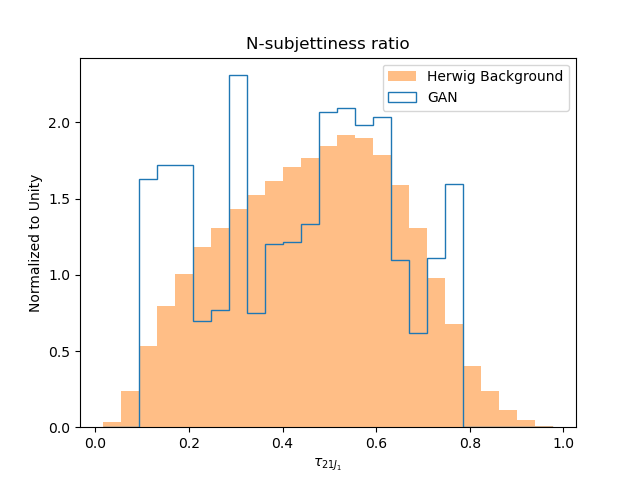 N-subjettiness ratio
Herwig Background
GAN
Normalized to Unity
2.0
1.5
1.0
0.5
0.0
0.0 0.2 0.4 0.6 0.8 1.0
τ₂₁J₁